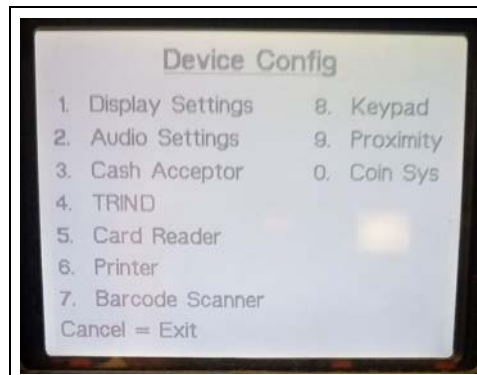 Device Config
1. Display Settings
2. Audio Settings
3. Cash Acceptor
4. TRIND
5. Card Reader
6. Printer
7. Barcode Scanner
8. Keypad
9. Proximity
0. Coin Sys
Cancel = Exit